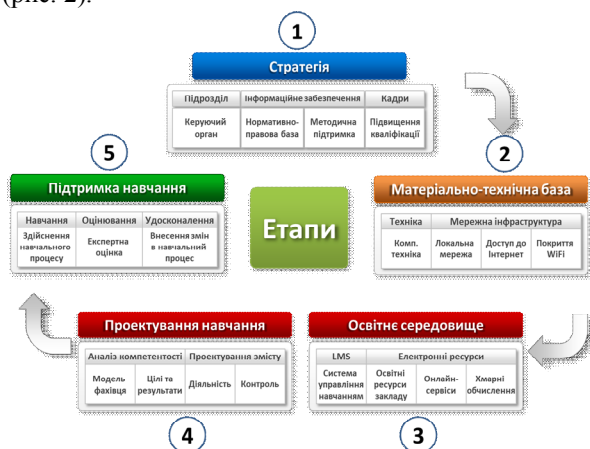 (рис. 2).
1
Стратегія
Підрозділ Інформаційне забезпечення Кадри
Керуючий Нормативно- Методична Підвищення
орган правова база підтримка кваліфікації
5
2
Підтримка навчання
Навчання Оцінювання Удосконалення
Здійснення Експертна Внесення змін
навчального оцінка в навчальний
процесу процес
Етапи
Матеріально-технічна база
Техніка Мережна інфраструктура
Комп. Локальна Доступ до Покриття
техніка мережа Інтернет WiFi
Проектування навчання
Аналіз компетентості Проектування змісту
Модель Цілі та Діяльність Контроль
фахівця результати
4
Освітнє середовище
LMS Електронні ресурси
Система Освітні Онлайн- Хмарні
управління ресурси сервіси обчислення
навчанням закладу
3